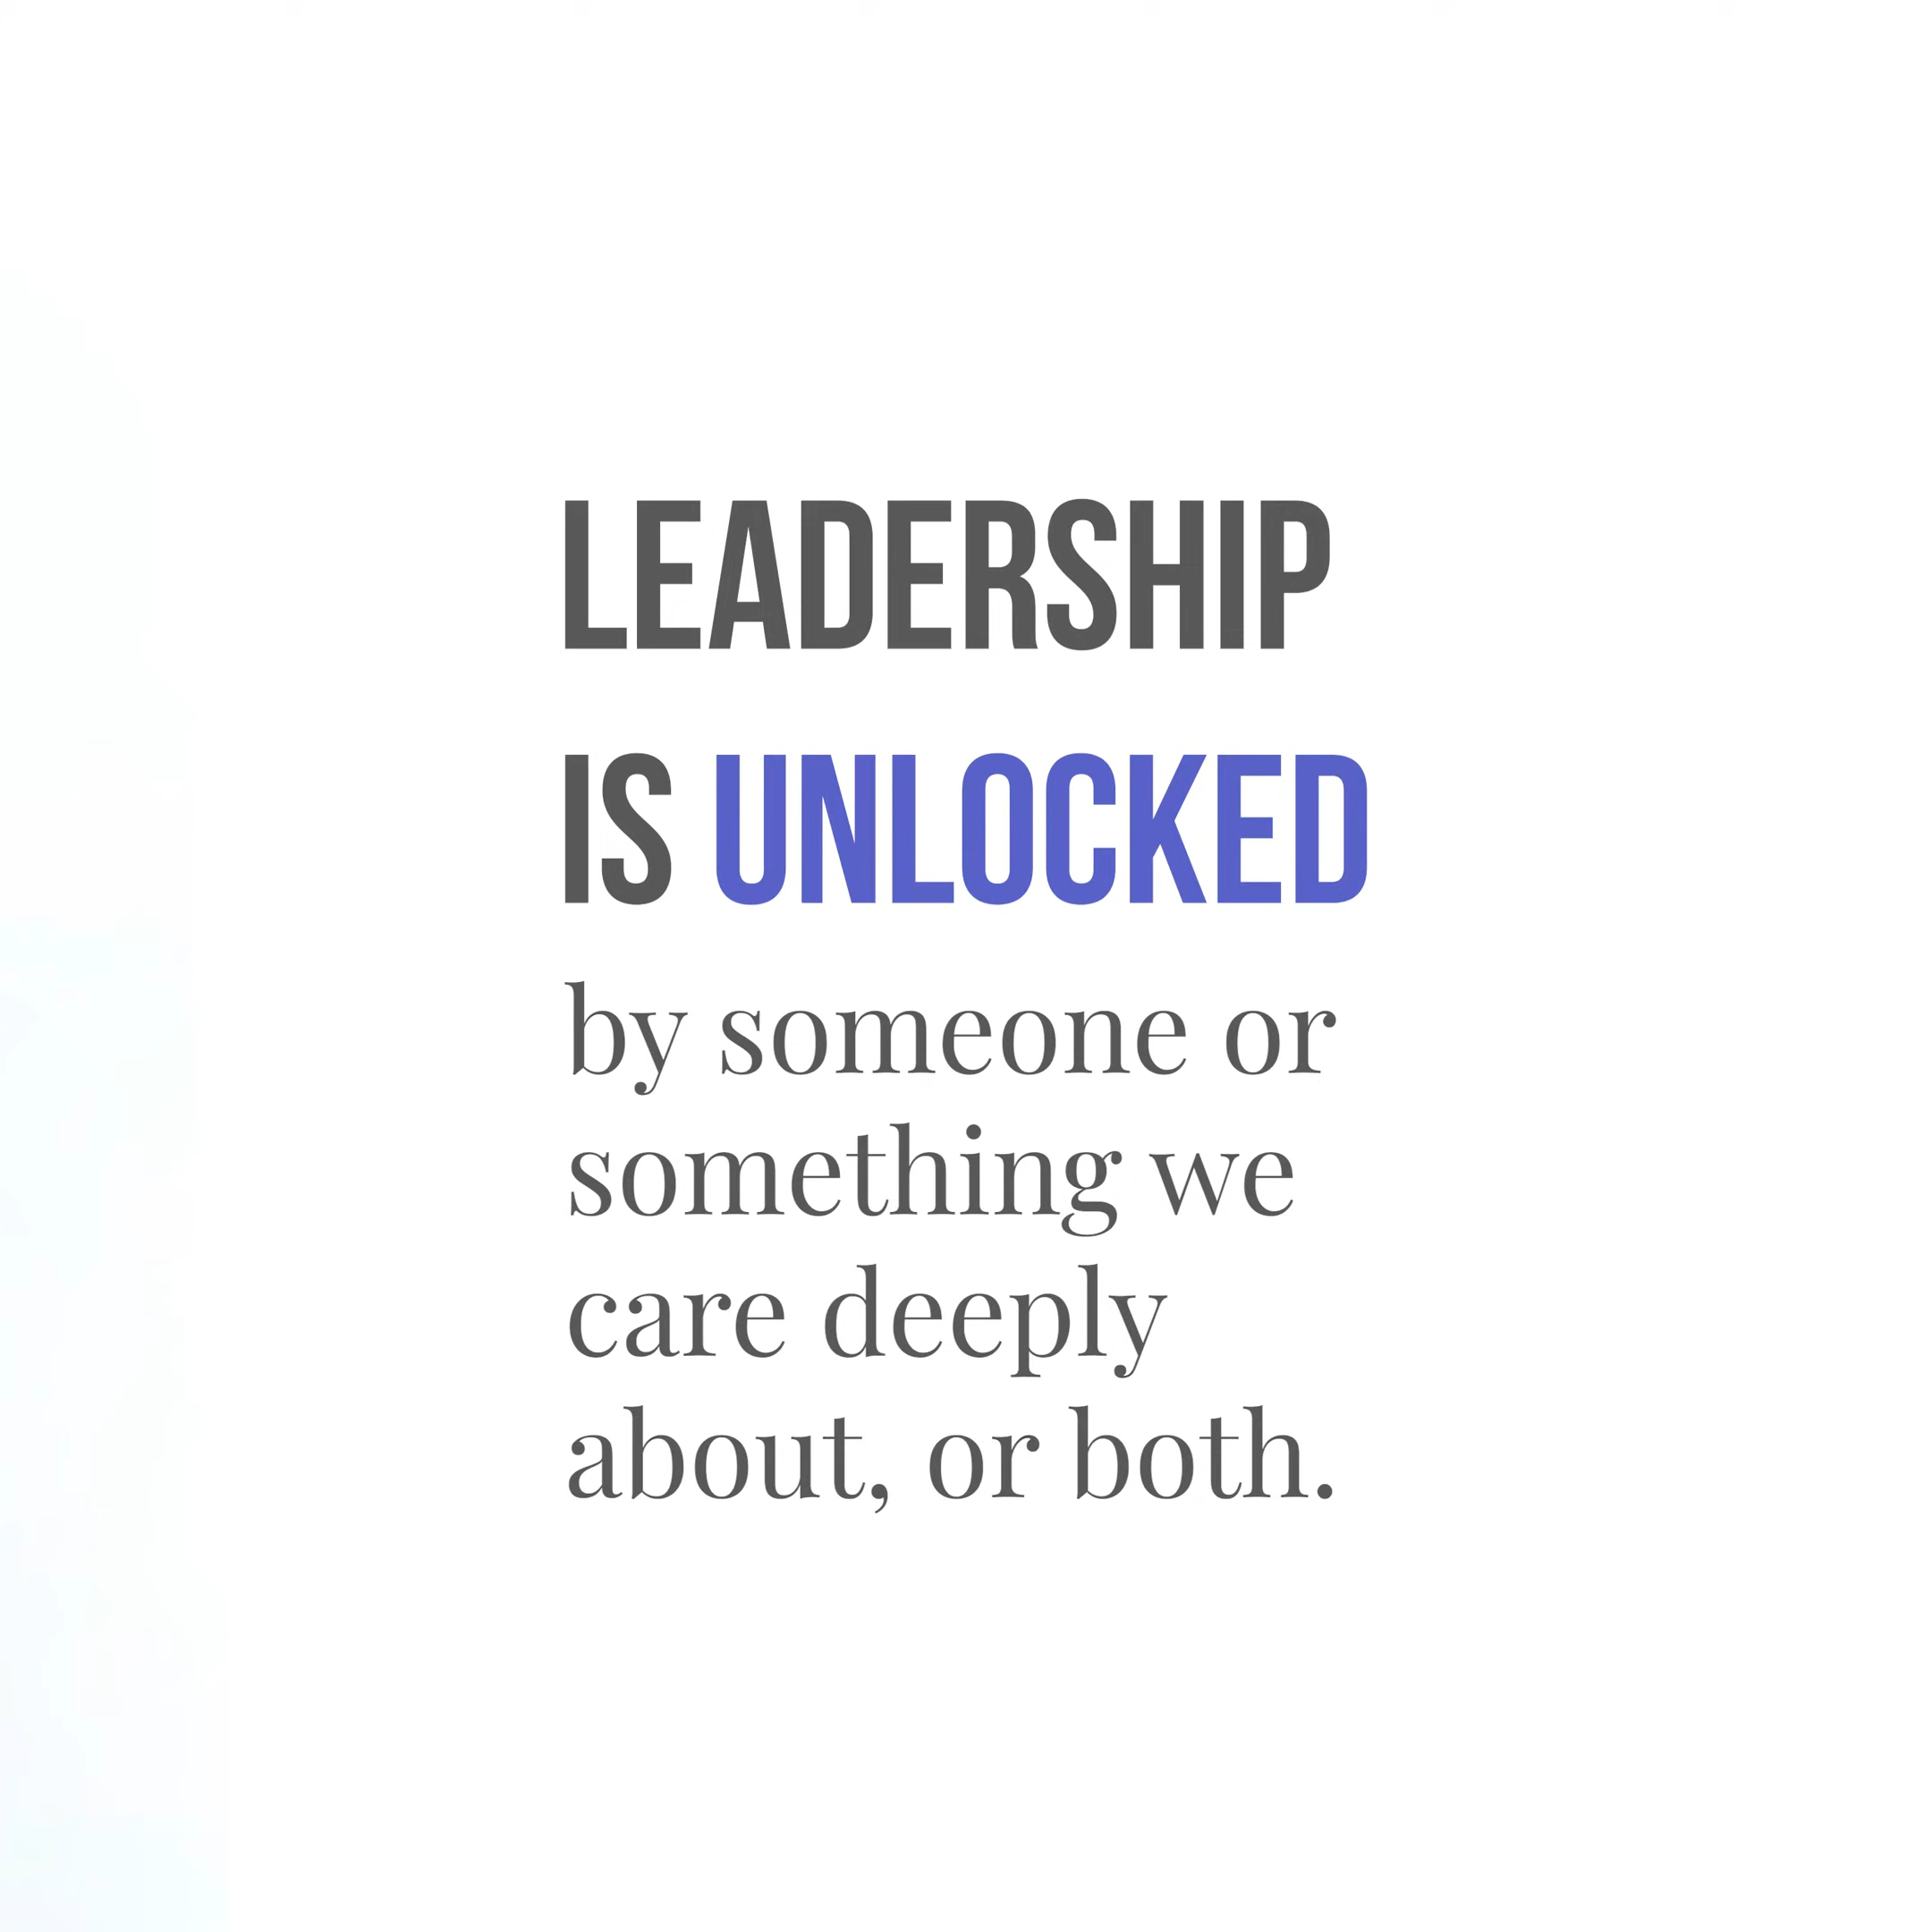 LEADERSHIP
IS UNLOCKED
by someone or
something we
care deeply
about, or both.